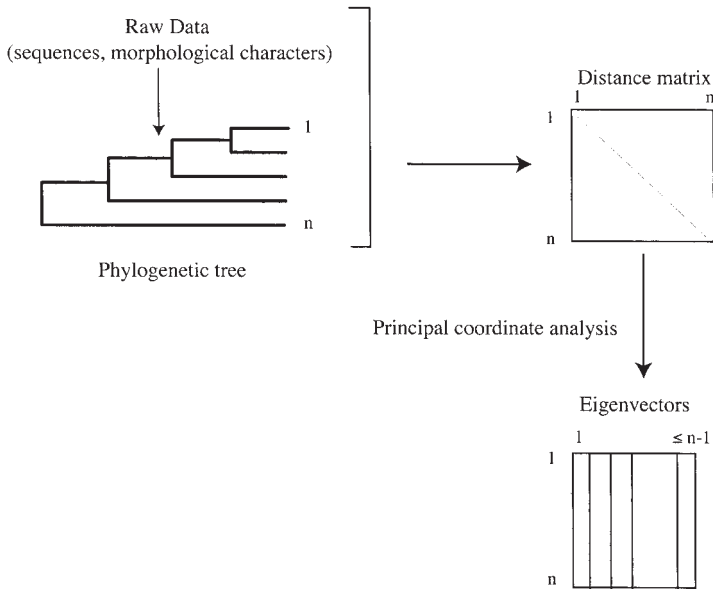 Raw Data
(sequences, morphological characters)
1
n
Phylogenetic tree
Distance matrix
1 n
1
n
Principal coordinate analysis
Eigenvectors
1 ≤ n-1
1
n